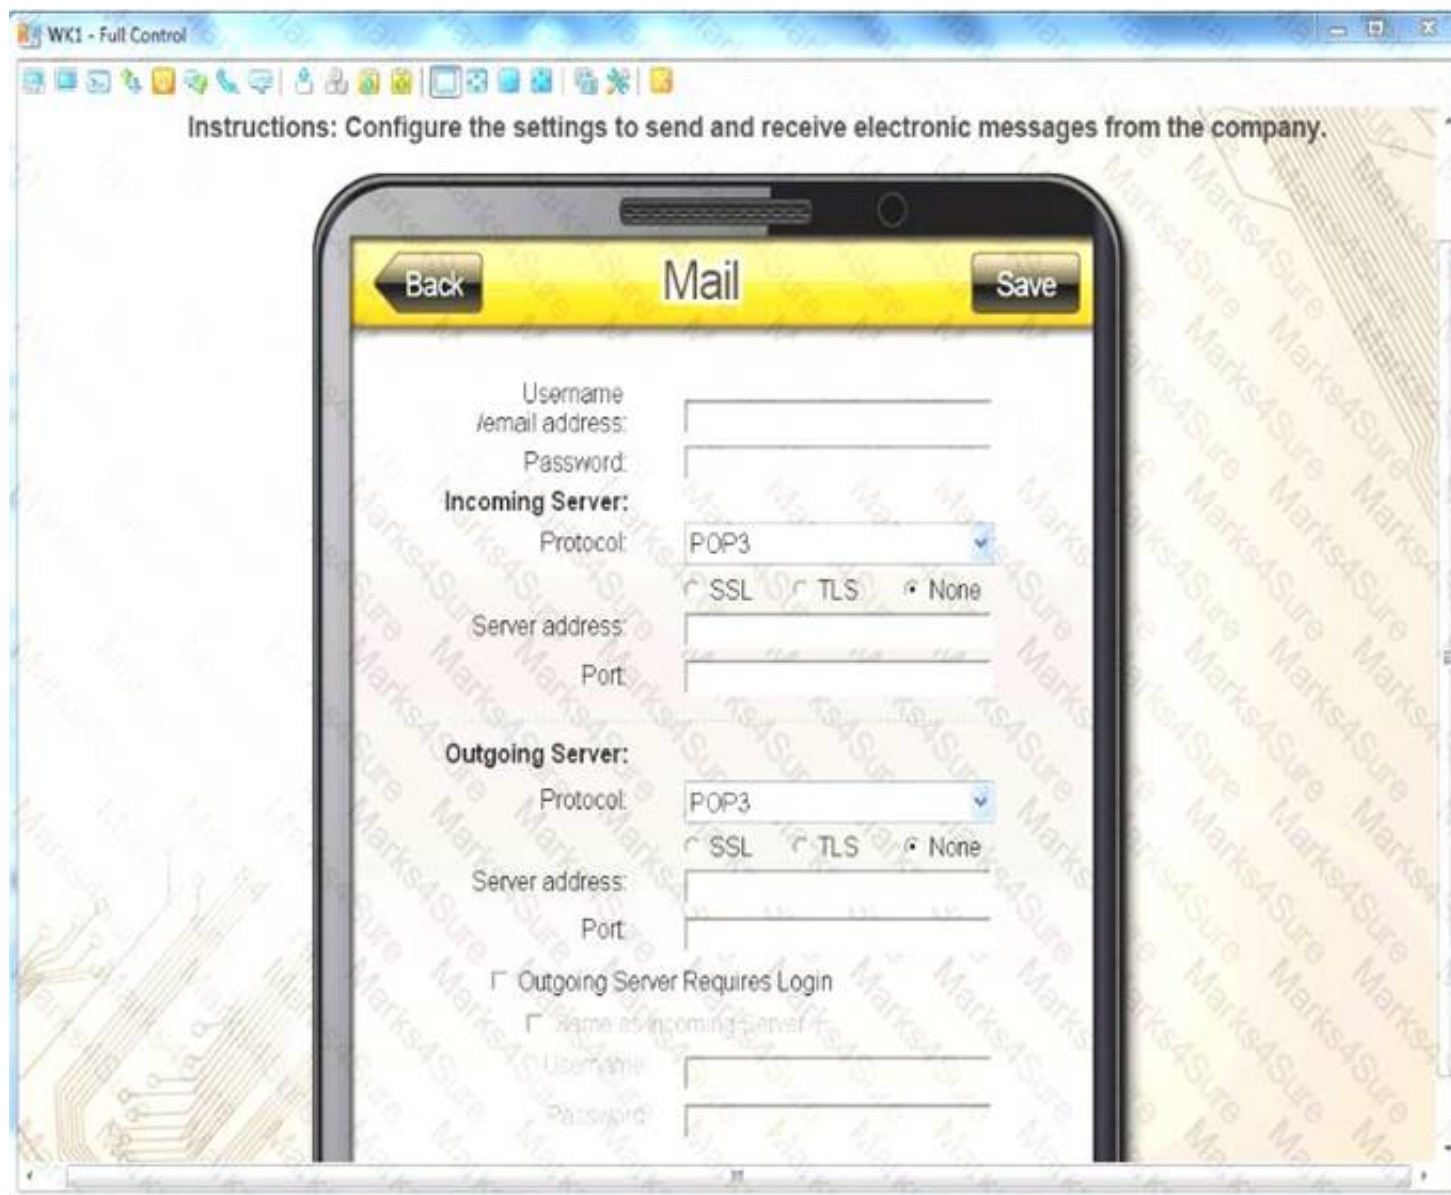 WK1 - Full Control
Instructions: Configure the settings to send and receive electronic messages from the company.
Back Mail Save
Username
/email address:
Password:
Incoming Server:
Protocol: POP3
SSL TLS None
Server address:
Port:
Outgoing Server:
Protocol: POP3
SSL TLS None
Server address:
Port:
Outgoing Server Requires Login
Same as Incoming Server
Username:
Password:
Marks4Sure